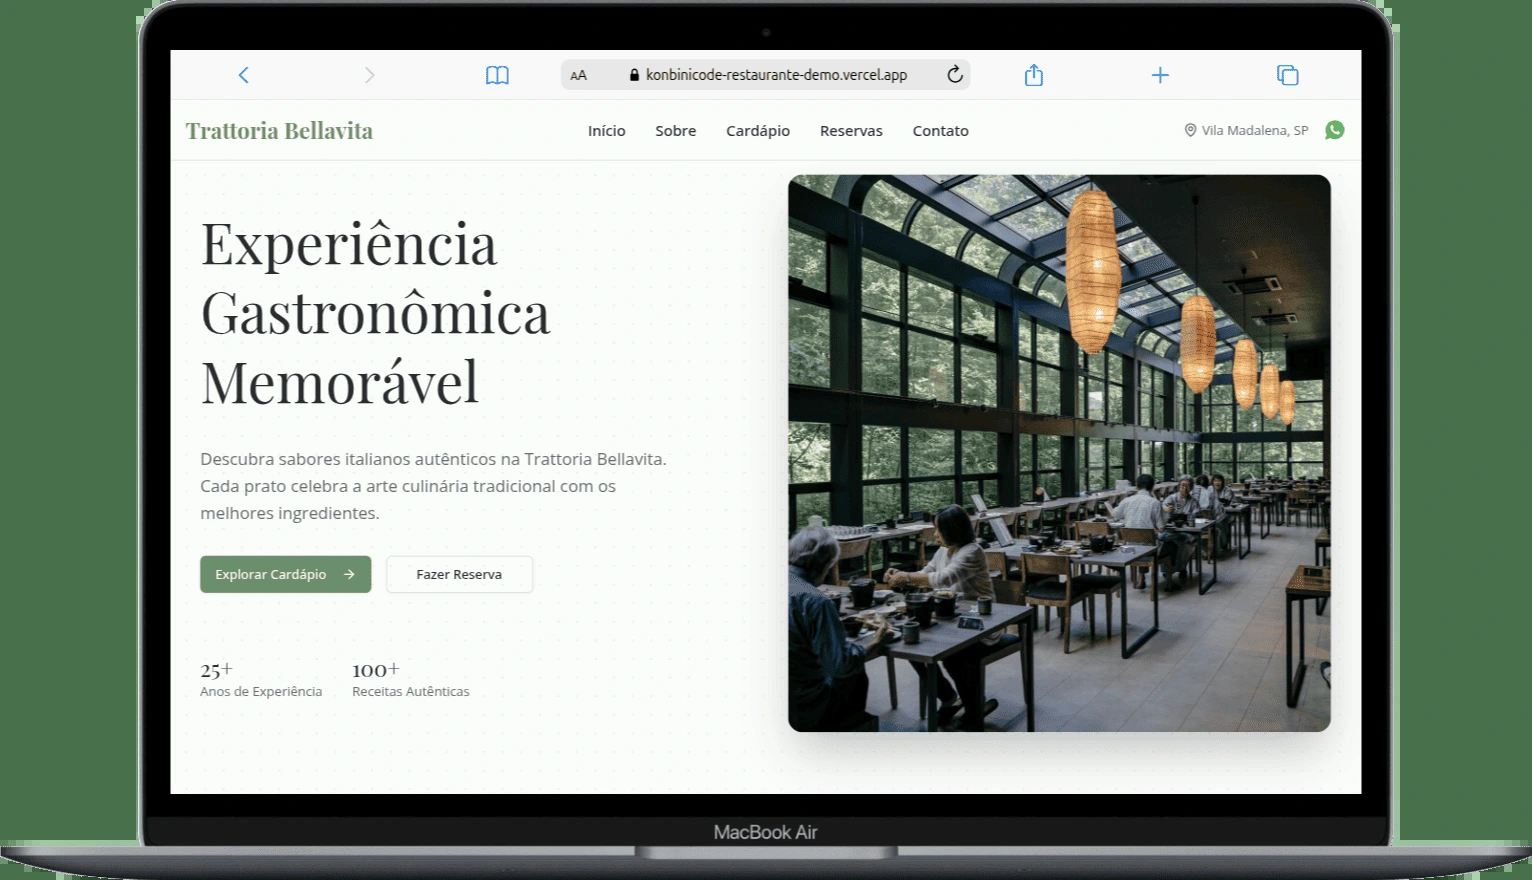 AA konbinicode-restaurante-demo.vercel.app
Trattoria Bellavita
Início Sobre Cardápio Reservas Contato
Vila Madalena, SP
Experiência
Gastronômica
Memorável
Descubra sabores italianos autênticos na Trattoria Bellavita.
Cada prato celebra a arte culinária tradicional com os
melhores ingredientes.
Explorar Cardápio →
Fazer Reserva
25+
Anos de Experiência
100+
Receitas Autênticas
MacBook Air